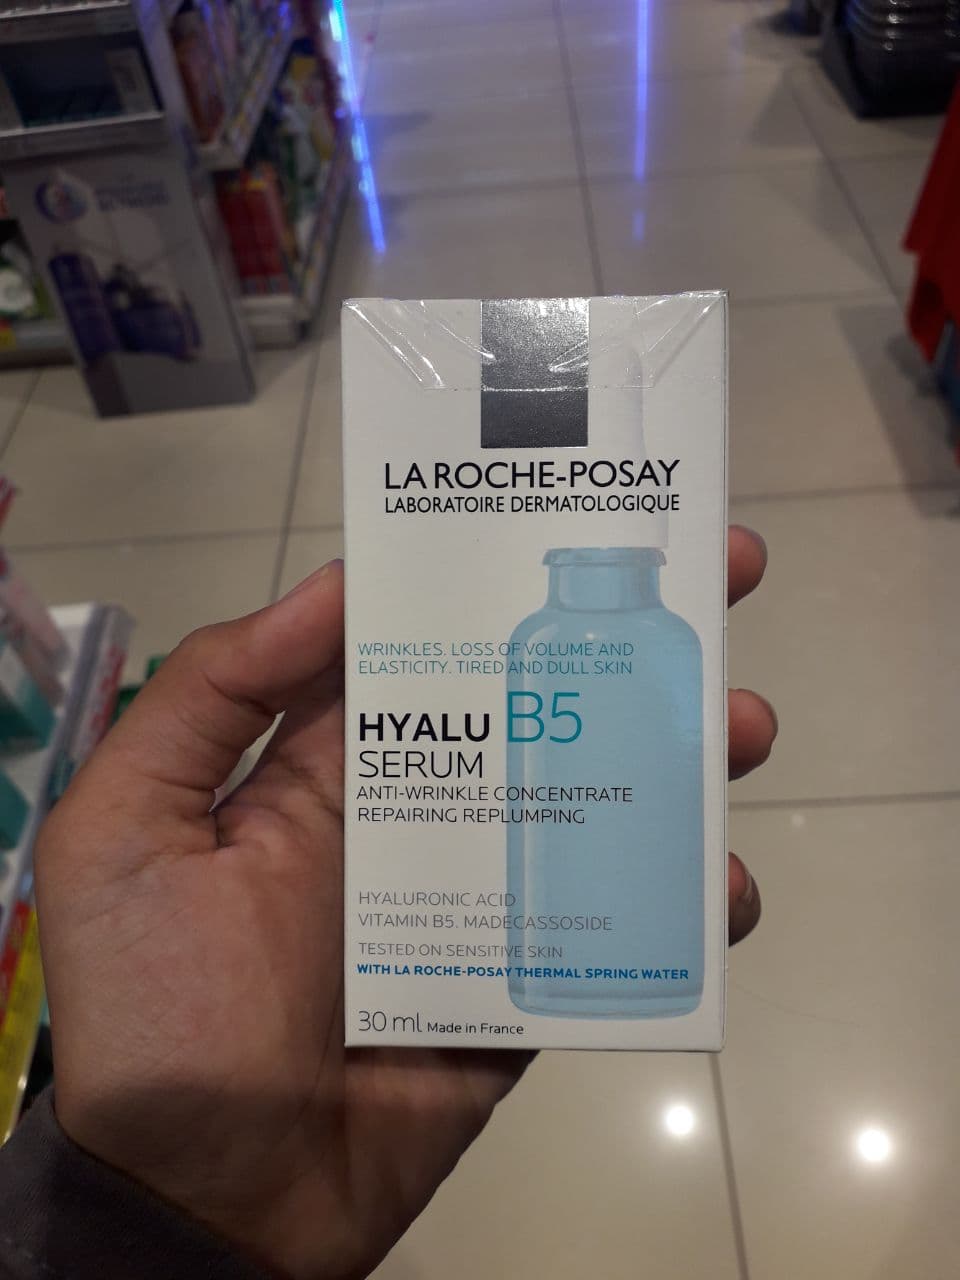 LA ROCHE-POSAY
LABORATOIRE DERMATOLOGIQUE
WRINKLES. LOSS OF VOLUME AND
ELASTICITY. TIRED AND DULL SKIN
HYALU B5
SERUM
ANTI-WRINKLE CONCENTRATE
REPAIRING REPLUMPING
HYALURONIC ACID
VITAMIN B5. MADECASSOSIDE
TESTED ON SENSITIVE SKIN
WITH LA ROCHE-POSAY THERMAL SPRING WATER
30 ml Made in France